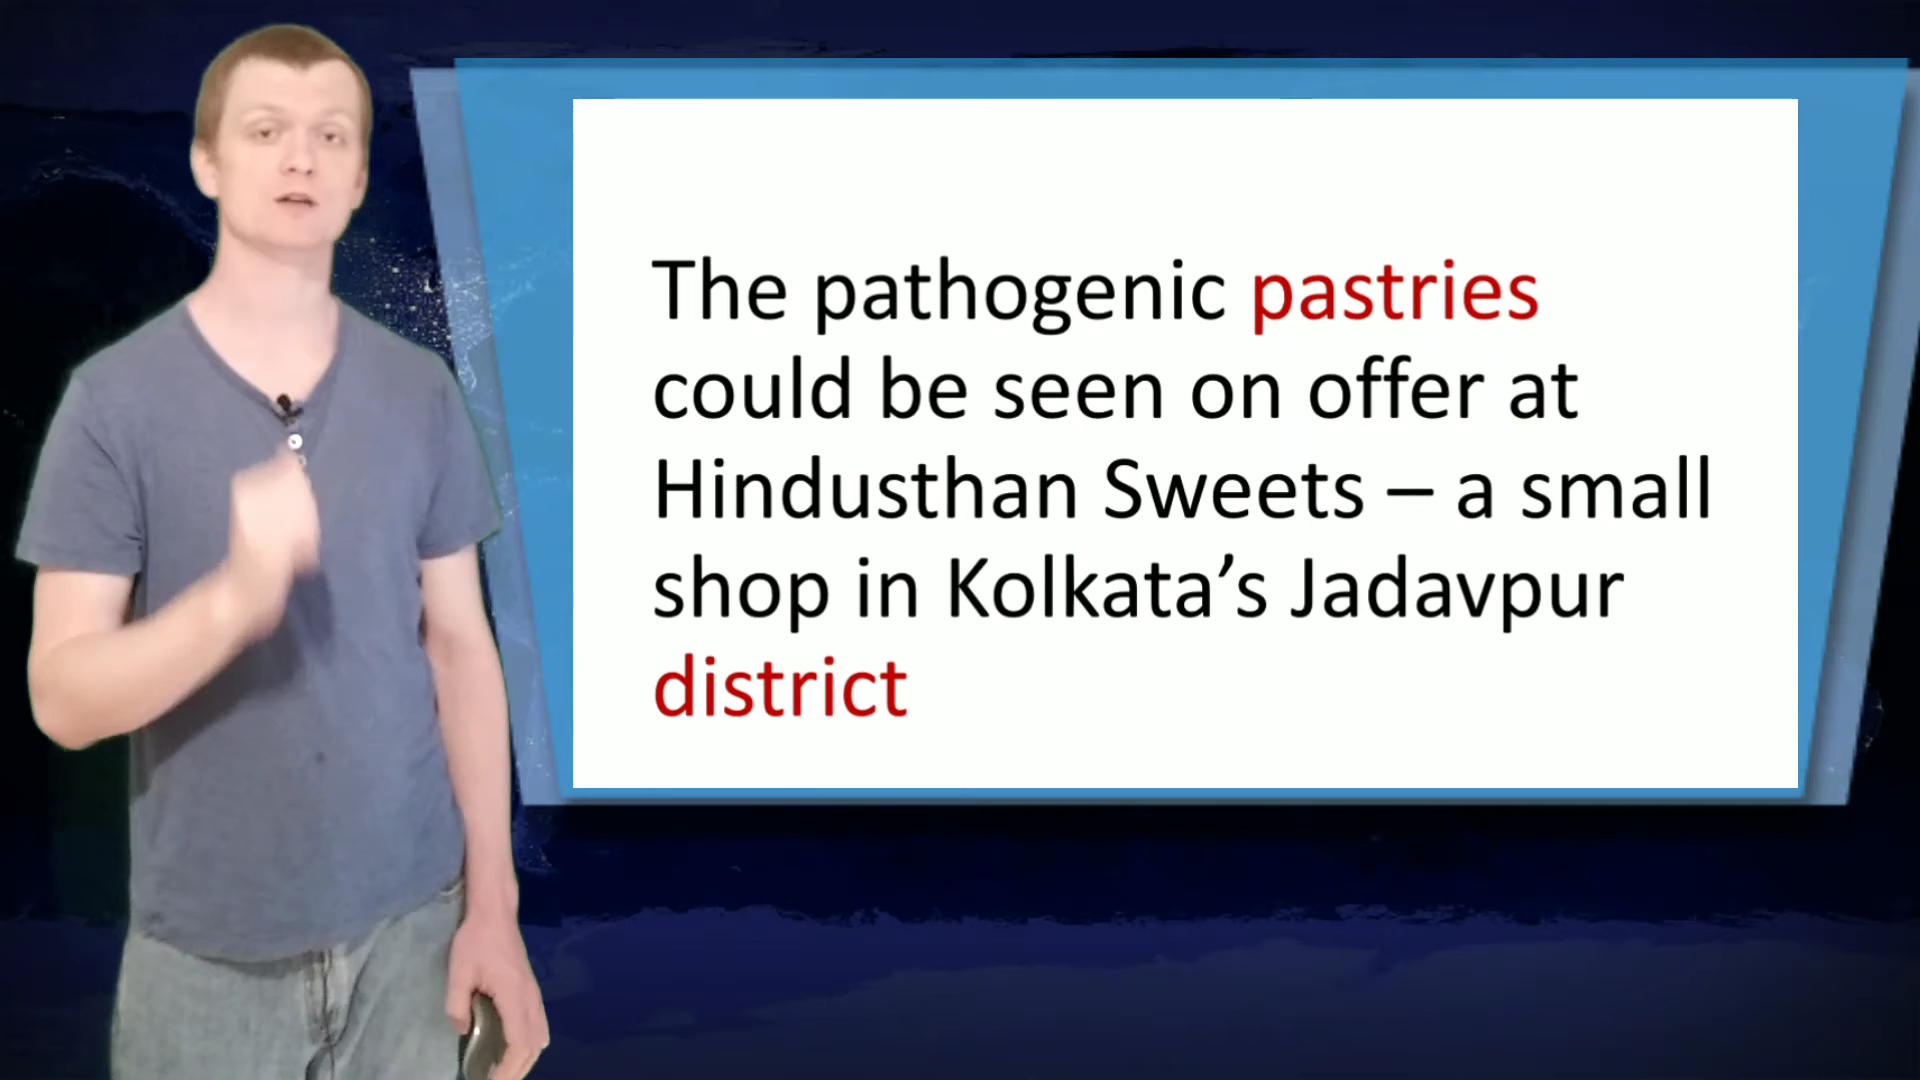 The pathogenic pastries
could be seen on offer at
Hindusthan Sweets – a small
shop in Kolkata’s Jadavpur
district